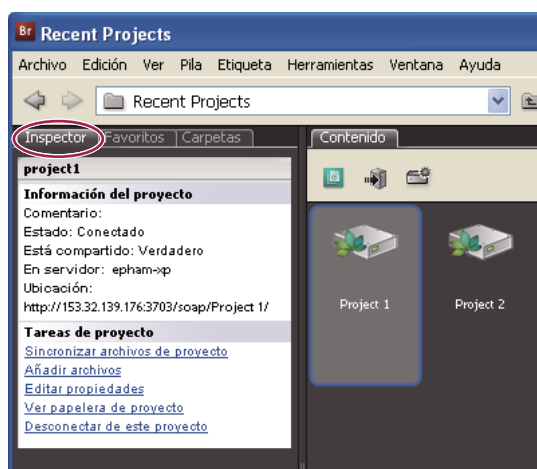 Br Recent Projects
Archivo Edición Ver Pila Etiqueta Herramientas Ventana Ayuda
Recent Projects
Inspector Favoritos Carpetas
Contenido
project1
Información del proyecto
Comentario:
Estado: Conectado
Está compartido: Verdadero
En servidor: epham-xp
Ubicación:
http://153.32.139.176:3703/soap/Project 1/
Tareas de proyecto
Sincronizar archivos de proyecto
Añadir archivos
Editar propiedades
Ver papelera de proyecto
Desconectar de este proyecto
Project 1
Project 2